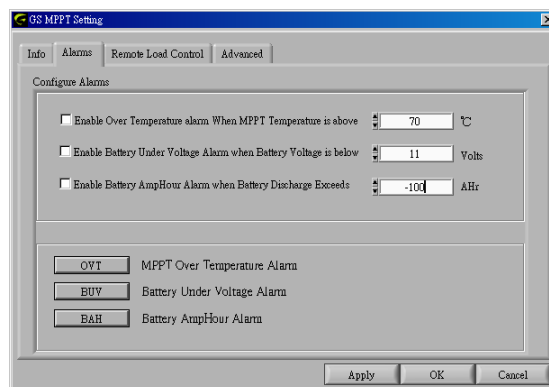 GS MPPT Setting
Info Alarms Remote Load Control Advanced
Configure Alarms
Enable Over Temperature alarm When MPPT Temperature is above 70 °C
Enable Battery Under Voltage Alarm when Battery Voltage is below 11 Volts
Enable Battery AmpHour Alarm when Battery Discharge Exceeds -100 AHr
OVT MPPT Over Temperature Alarm
BUV Battery Under Voltage Alarm
BAH Battery AmpHour Alarm
Apply OK Cancel